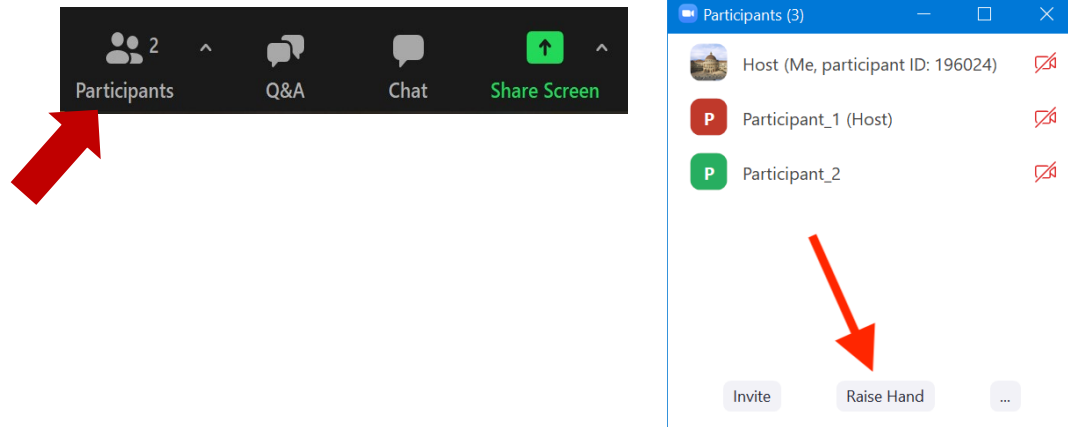 2
Participants
Q&A
Chat
Share Screen
Participants (3)
Host (Me, participant ID: 196024)
P
Participant_1 (Host)
P
Participant_2
Invite
Raise Hand
...